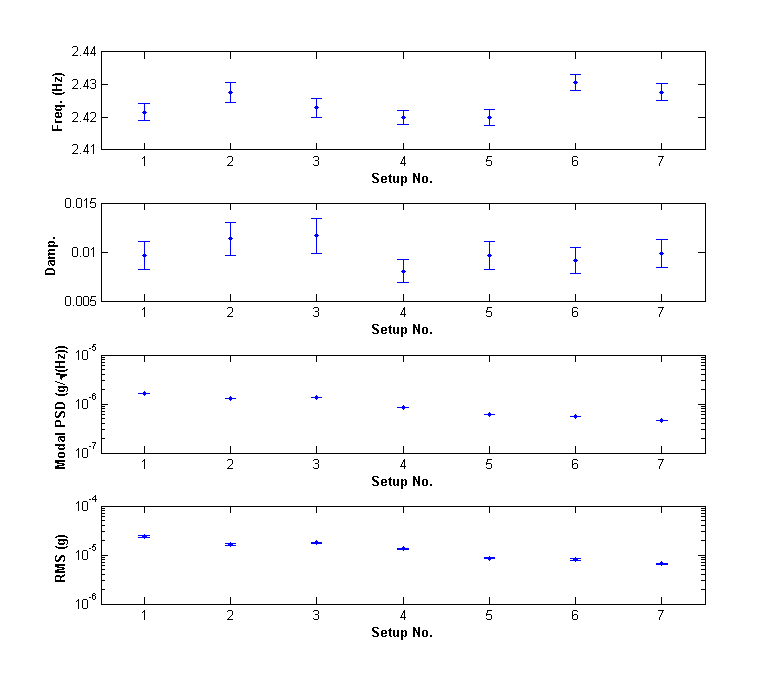 2.44
2.43
2.42
2.41
Freq. (Hz)
1 2 3 4 5 6 7
Setup No.
0.015
0.01
0.005
Damp.
1 2 3 4 5 6 7
Setup No.
10^-5
10^-6
10^-7
Modal PSD (g/√(Hz))
1 2 3 4 5 6 7
Setup No.
10^-4
10^-5
10^-6
RMS (g)
1 2 3 4 5 6 7
Setup No.